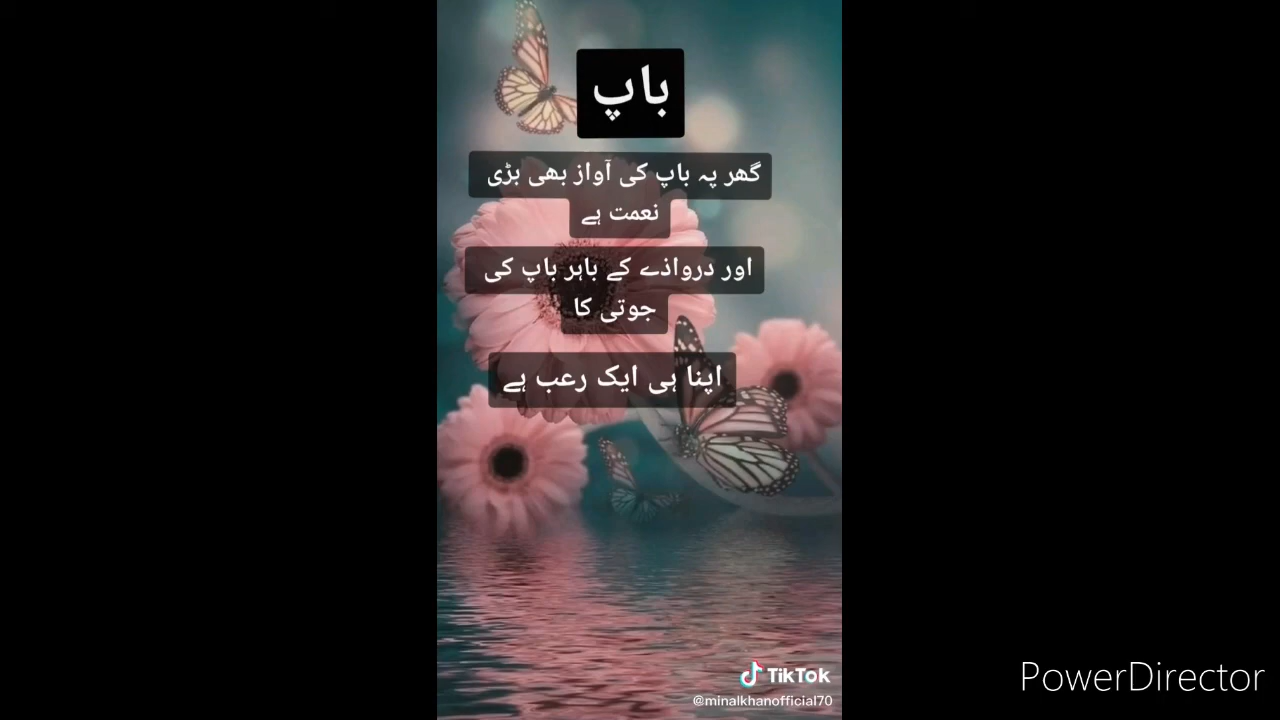 باپ
گھر پہ باپ کی آواز بھی بڑی
نعمت ہے
اور درواذے کے باہر باپ کی
جوتی کا
اپنا ہی ایک رعب ہے
TikTok
@minalkhanofficial70
PowerDirector